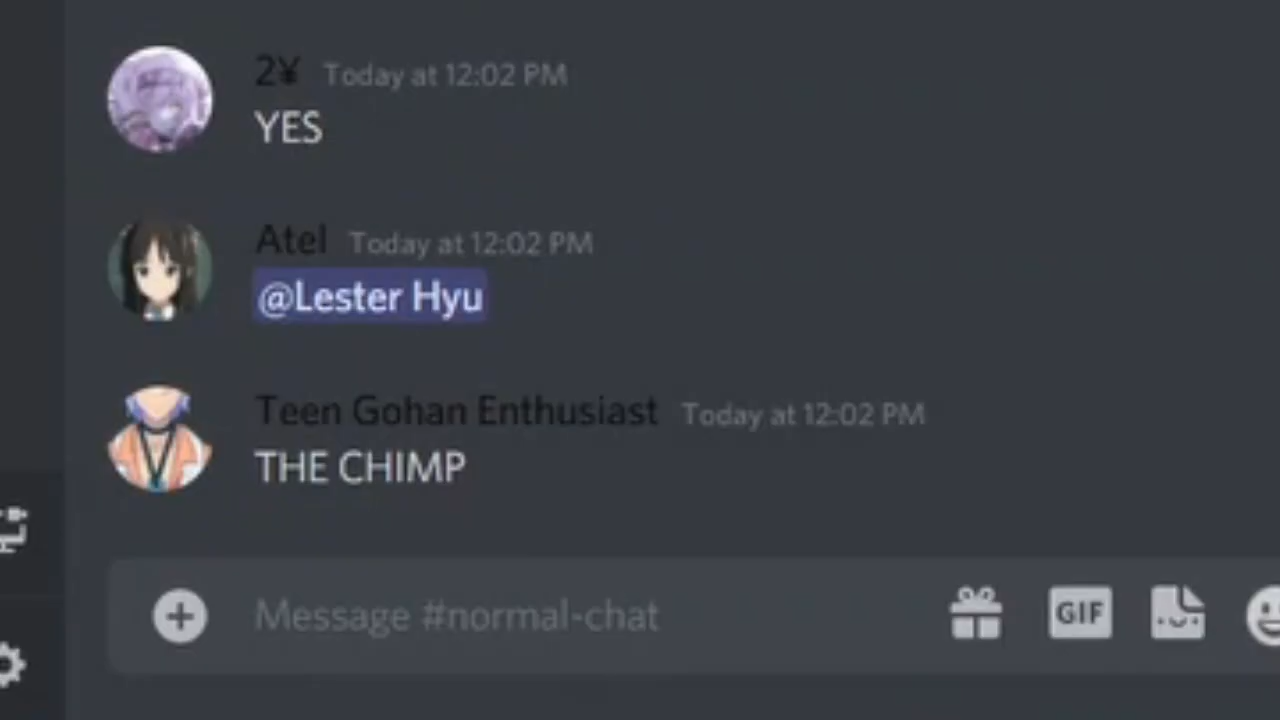 2¥ Today at 12:02 PM
YES
Atel Today at 12:02 PM
@Lester Hyu
Teen Gohan Enthusiast Today at 12:02 PM
THE CHIMP
Message #normal-chat
GIF